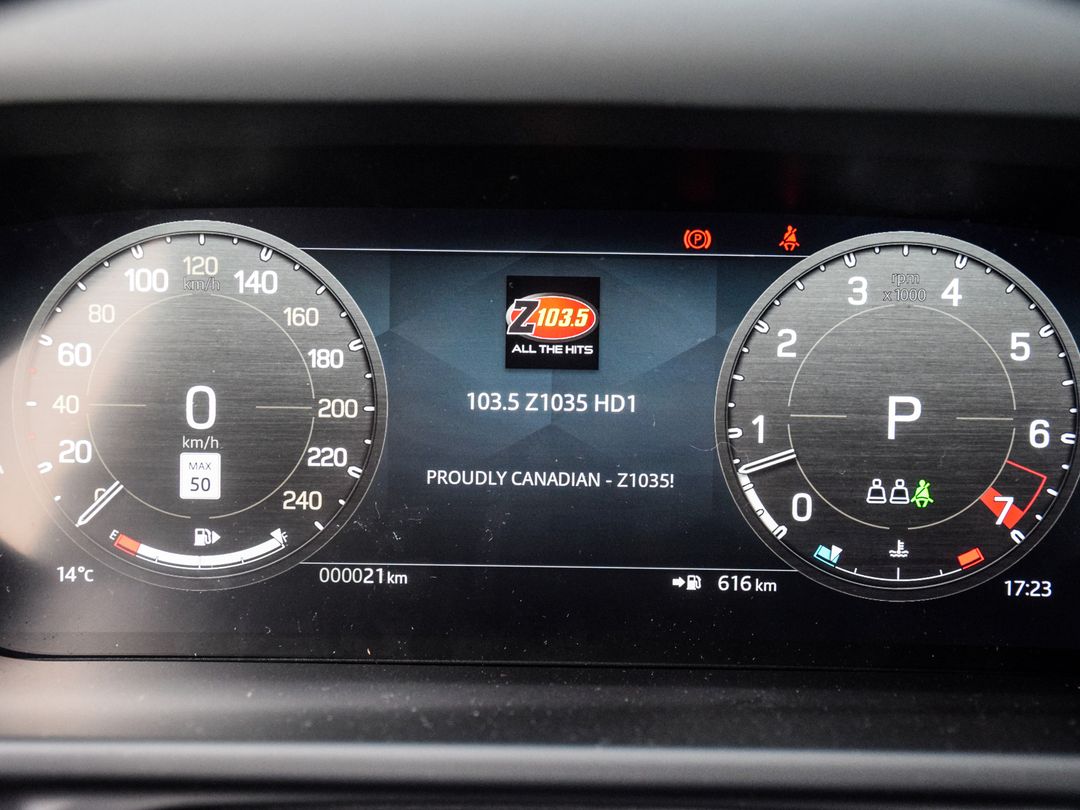 0
20
40
60
80
100
120
km/h
140
160
180
200
220
240
0
km/h
MAX
50
E
F
14°C
Z103.5
ALL THE HITS
103.5 Z1035 HD1
PROUDLY CANADIAN - Z1035!
000021 km
616 km
P
0
1
2
3
rpm
x1000
4
5
6
7
P
17:23